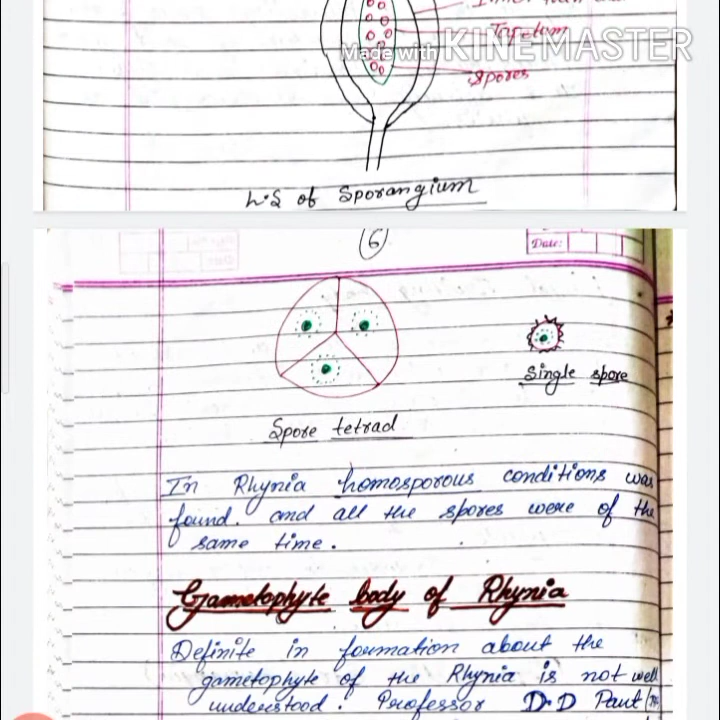 Tapetum
Made with KINEMASTER
Spores
L.S of Sporangium
6
Date:
Single spore
Spore tetrad
In Rhynia homosporous conditions was
found. and all the spores were of the
same time.
Gametophyte body of Rhynia
Definite in formation about the
gametophyte of the Rhynia is not well
understood. Professor D.D Pant